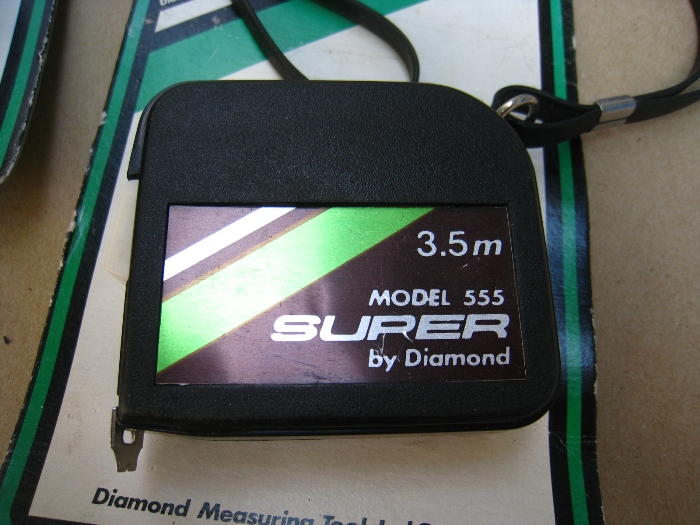 3.5m
MODEL 555
SUPER
by Diamond
Diamond Measuring